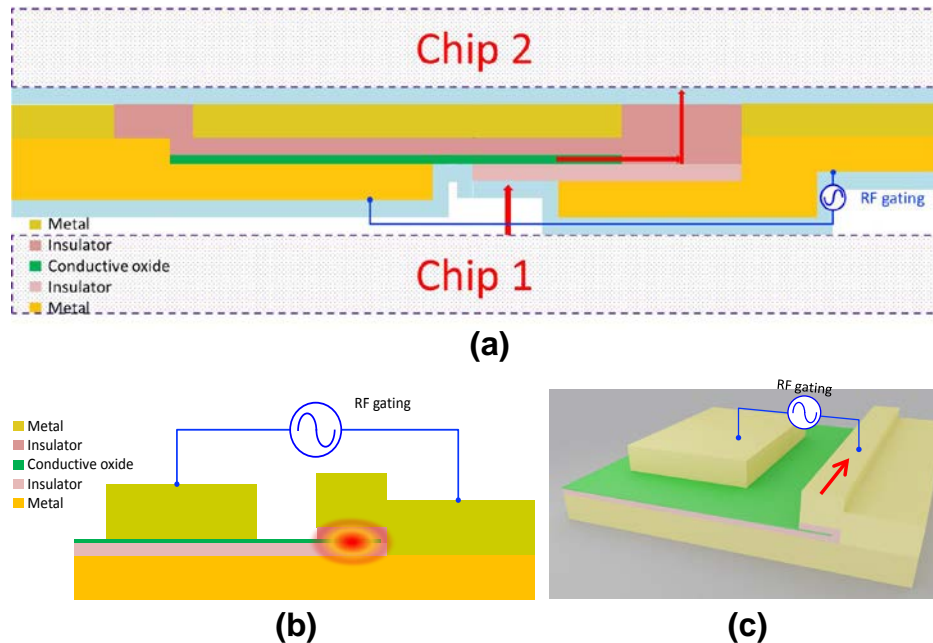 Chip 2
RF gating
Metal
Insulator
Conductive oxide
Insulator
Metal
Chip 1
(a)
RF gating
Metal
Insulator
Conductive oxide
Insulator
Metal
(b)
RF gating
(c)